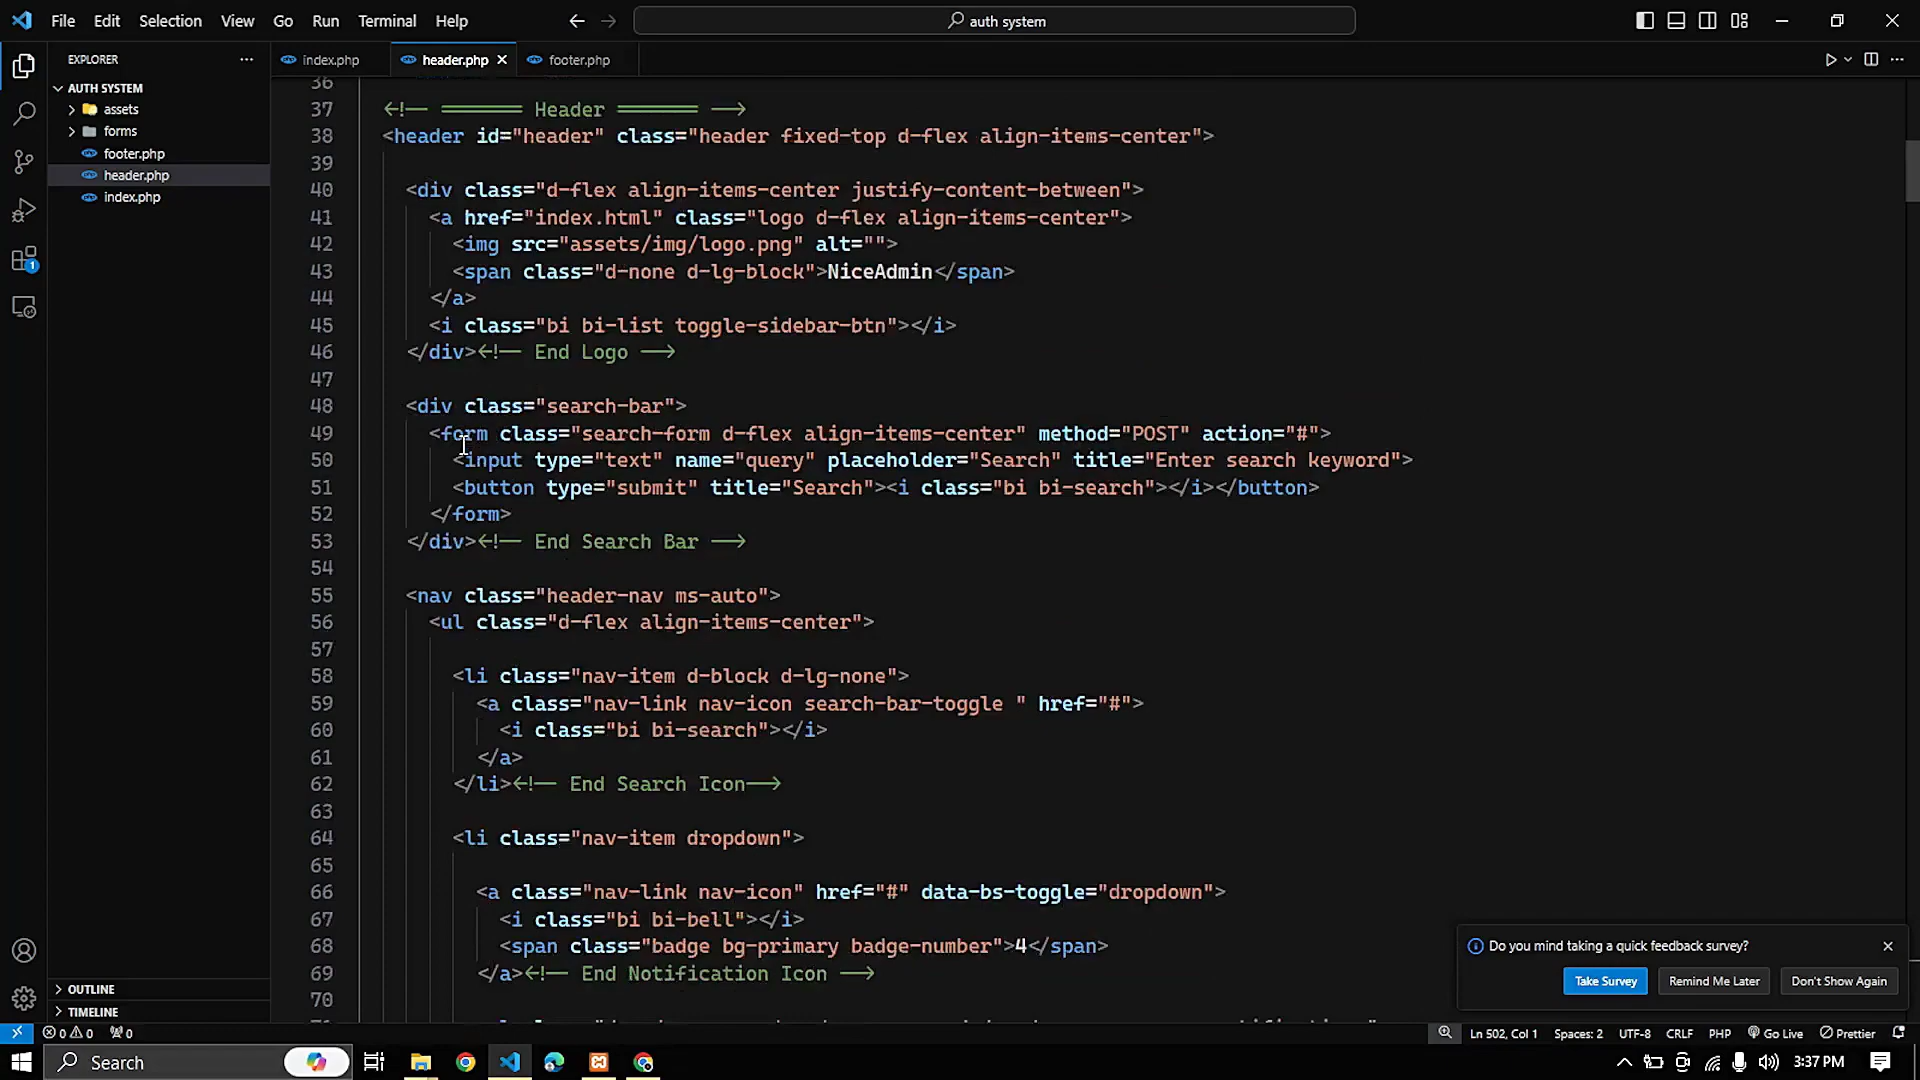 File Edit Selection View Go Run Terminal Help
auth system
EXPLORER
index.php
header.php
footer.php
AUTH SYSTEM
assets
forms
footer.php
header.php
index.php
36
37 <!-- ======= Header ======= -->
38 <header id="header" class="header fixed-top d-flex align-items-center">
39
40 <div class="d-flex align-items-center justify-content-between">
41 <a href="index.html" class="logo d-flex align-items-center">
42 <img src="assets/img/logo.png" alt="">
43 <span class="d-none d-lg-block">NiceAdmin</span>
44 </a>
45 <i class="bi bi-list toggle-sidebar-btn"></i>
46 </div><!-- End Logo -->
47
48 <div class="search-bar">
49 <form class="search-form d-flex align-items-center" method="POST" action="#">
50 <input type="text" name="query" placeholder="Search" title="Enter search keyword">
51 <button type="submit" title="Search"><i class="bi bi-search"></i></button>
52 </form>
53 </div><!-- End Search Bar -->
54
55 <nav class="header-nav ms-auto">
56 <ul class="d-flex align-items-center">
57
58 <li class="nav-item d-block d-lg-none">
59 <a class="nav-link nav-icon search-bar-toggle " href="#">
60 <i class="bi bi-search"></i>
61 </a>
62 </li><!-- End Search Icon-->
63
64 <li class="nav-item dropdown">
65
66 <a class="nav-link nav-icon" href="#" data-bs-toggle="dropdown">
67 <i class="bi bi-bell"></i>
68 <span class="badge bg-primary badge-number">4</span>
69 </a><!-- End Notification Icon -->
70
1
Do you mind taking a quick feedback survey?
Take Survey
Remind Me Later
Don't Show Again
OUTLINE
TIMELINE
0 0 0
Ln 502, Col 1 Spaces: 2 UTF-8 CRLF PHP Go Live Prettier
Search
3:37 PM